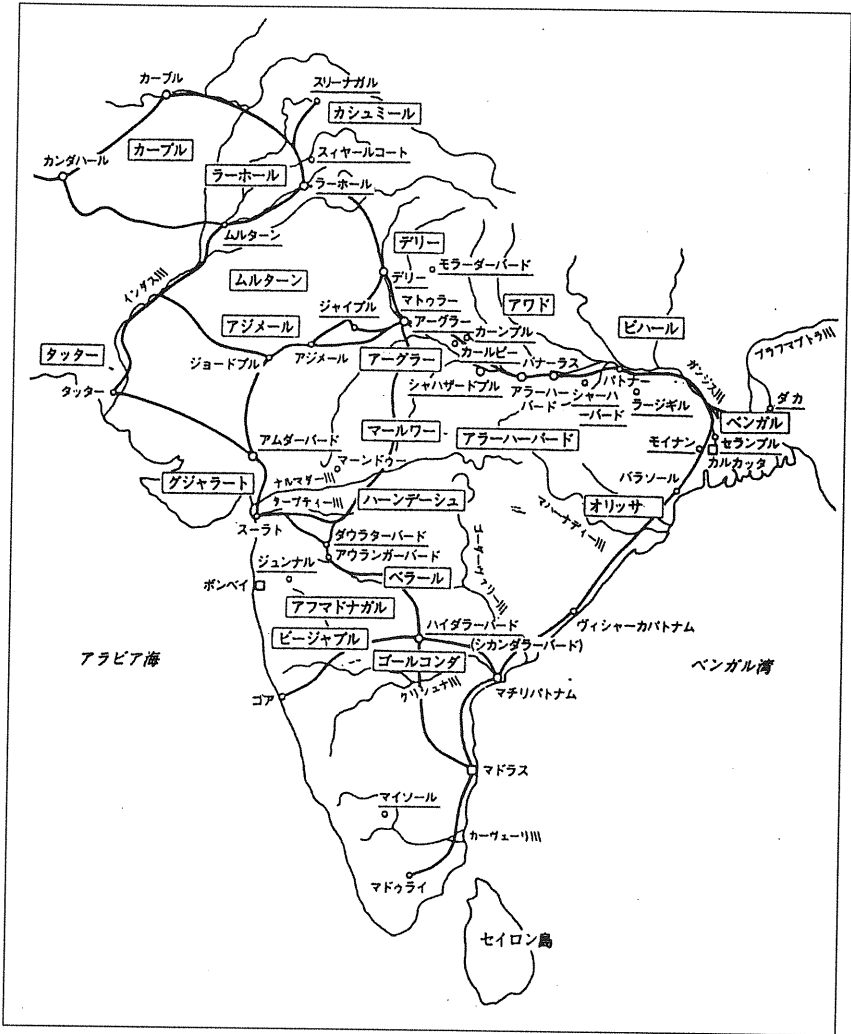 カーブル
スリーナガル
カシュミール
カーブル
スィヤールコート
カンダハール
ラーホール
ラーホール
ムルターン
デリー
モラーダーバード
デリー
ムルターン
インダス川
アワド
マトゥラー
ジャイプル
アーグラー
カーンプル
ビハール
アジメール
ブラフマプトラ川
タッター
ジョードプル
アジメール
アーグラー
カールピー
バナーラス
ガンジス川
シャハザードプル
アラーハーバード
シャーハーバード
パトナー
ラージギル
ダカ
タッター
ベンガル
マールワー
アラーハーバード
セランプル
アムダーバード
モイナン
カルカッタ
マーンドゥー
グジャラート
ナルマダー川
バラソール
タープティー川
ハーンデーシュ
オリッサ
スーラト
マハーナディー川
ダウラターバード
ゴーダーヴァリー川
ジュンナル
アウランガーバード
ボンベイ
ベラール
アフマドナガル
ハイダラーバード
(シカンダラーバード)
ヴィシャーカパトナム
ビージャプル
アラビア海
ゴールコンダ
ベンガル湾
ゴア
クリシュナ川
マチリパトナム
マドラス
マイソール
カーヴェーリ川
マドゥライ
セイロン島